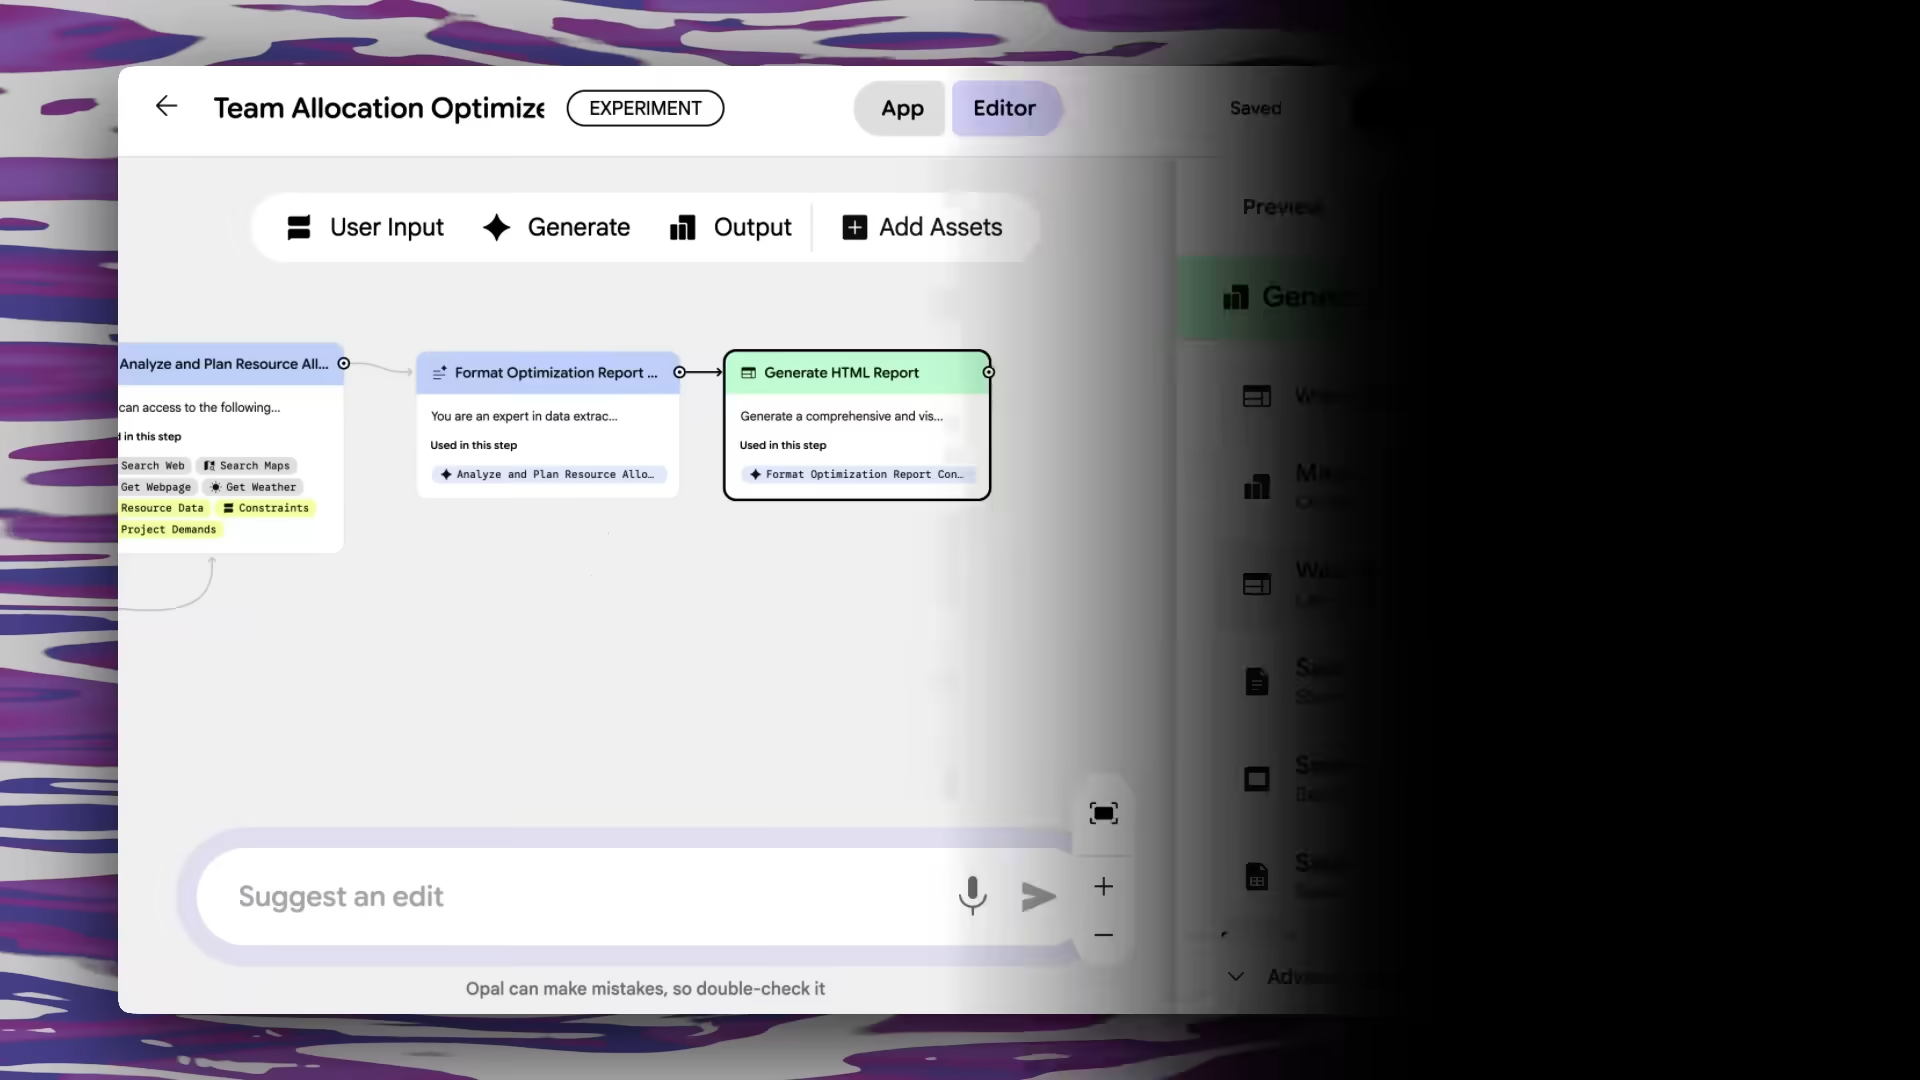 Team Allocation Optimize
EXPERIMENT
App
Editor
Saved
User Input
Generate
Output
Add Assets
Preview
Analyze and Plan Resource All...
can access to the following...
in this step
Search Web
Search Maps
Get Webpage
Get Weather
Resource Data
Constraints
Project Demands
Format Optimization Report ...
You are an expert in data extrac...
Used in this step
Analyze and Plan Resource Allo...
Generate HTML Report
Generate a comprehensive and vis...
Used in this step
Format Optimization Report Con...
Suggest an edit
Opal can make mistakes, so double-check it